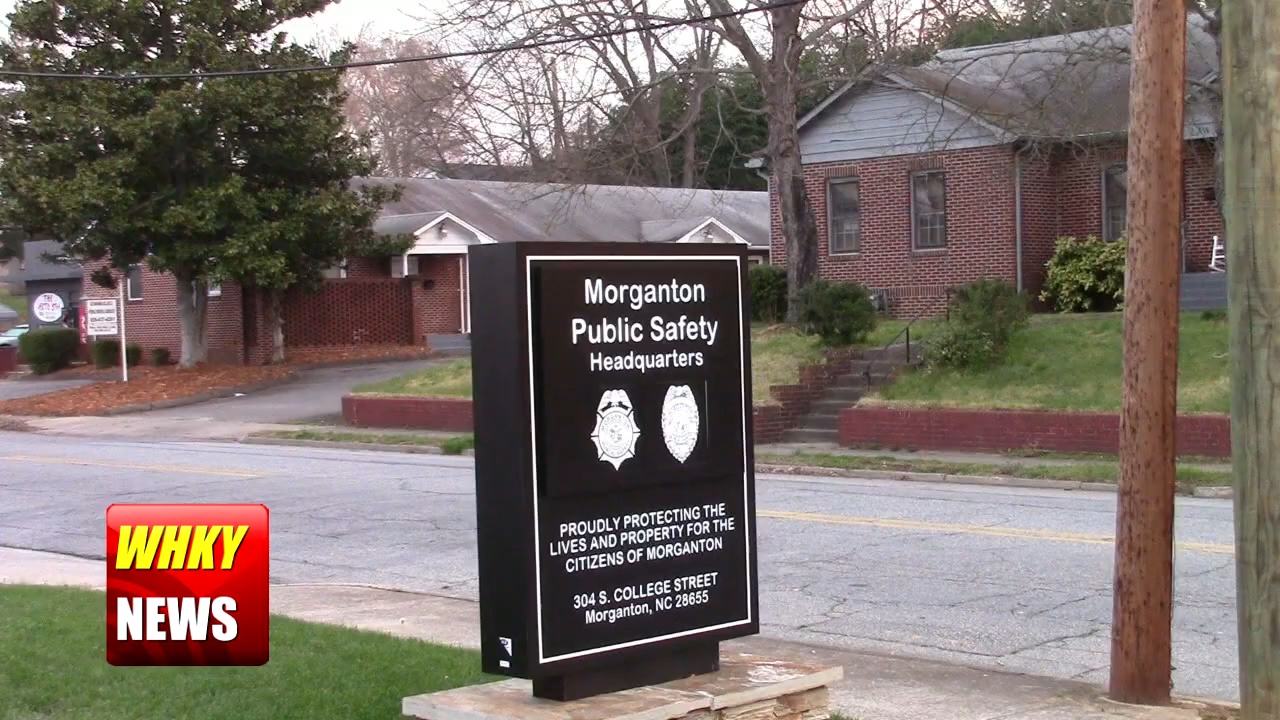 Morganton
Public Safety
Headquarters
PROUDLY PROTECTING THE
LIVES AND PROPERTY FOR THE
CITIZENS OF MORGANTON
304 S. COLLEGE STREET
Morganton, NC 28655
WHKY
NEWS
THE